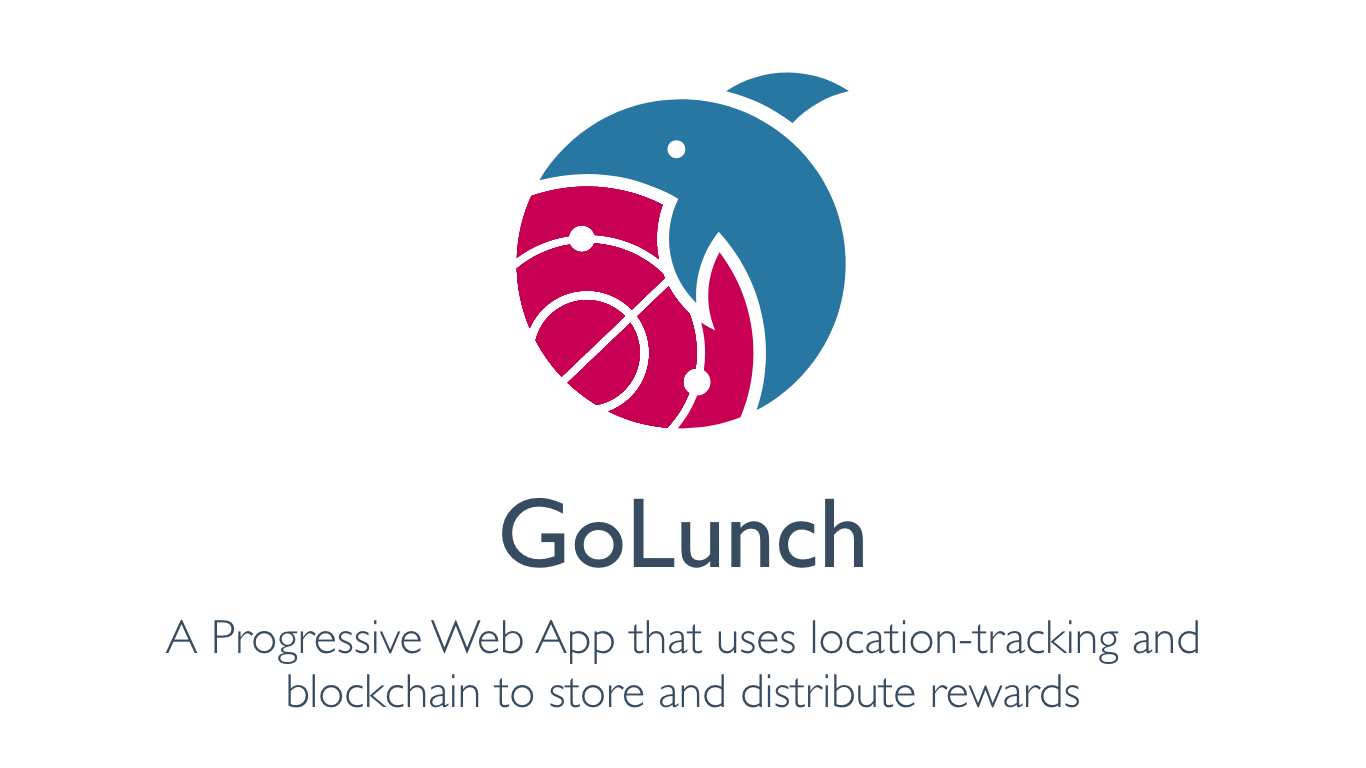 GoLunch
A Progressive Web App that uses location-tracking and
blockchain to store and distribute rewards